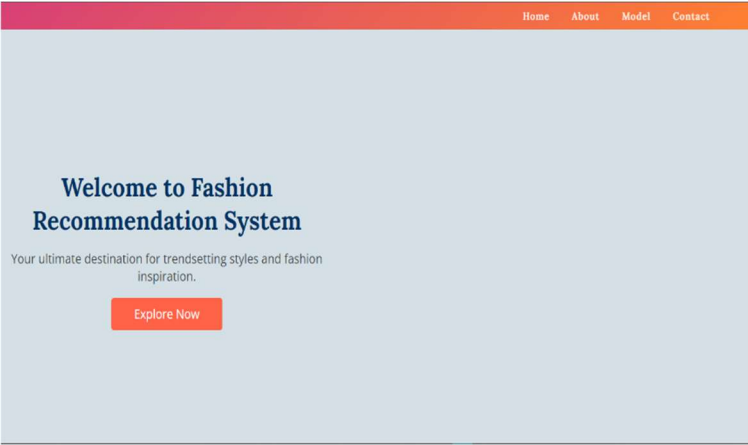 Home About Model Contact
Welcome to Fashion
Recommendation System
Your ultimate destination for trendsetting styles and fashion
inspiration.
Explore Now